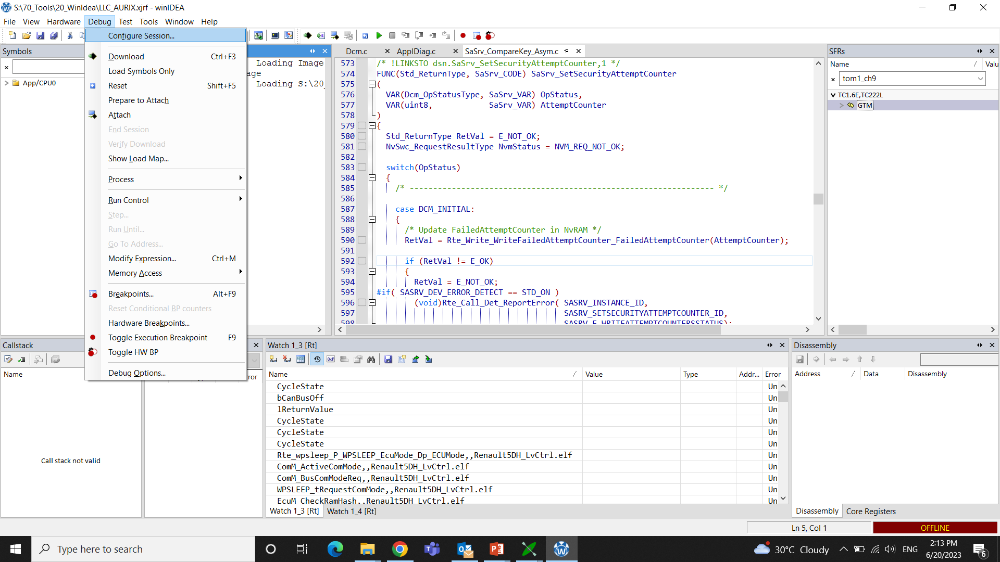 S:\70_Tools\20_WinIdea\LLC_AURIX.xjrf - winIDEA
File View Hardware Debug Test Tools Window Help
Configure Session...
Download Ctrl+F3
Load Symbols Only
Reset Shift+F5
Prepare to Attach
Attach
End Session
Verify Download
Show Load Map...
Process
Run Control
Step...
Run Until...
Go To Address...
Modify Expression... Ctrl+M
Memory Access
Breakpoints... Alt+F9
Reset Conditional BP counters
Hardware Breakpoints...
Toggle Execution Breakpoint F9
Toggle HW BP
Debug Options...
Symbols
App/CPU0
Loading Image
age
Loading S:\20_
Dcm.c ApplDiag.c SaSrv_CompareKey_Asym.c
573 /* !LINKSTO dsn.SaSrv_SetSecurityAttemptCounter,1 */
574 FUNC(Std_ReturnType, SaSrv_CODE) SaSrv_SetSecurityAttemptCounter
575 (
576 VAR(Dcm_OpStatusType, SaSrv_VAR) OpStatus,
577 VAR(uint8, SaSrv_VAR) AttemptCounter
578 )
579 {
580 Std_ReturnType RetVal = E_NOT_OK;
581 NvSwc_RequestResultType NvmStatus = NVM_REQ_NOT_OK;
582
583 switch(OpStatus)
584 {
585 /* ----------------------------------------------------------------- */
586
587 case DCM_INITIAL:
588 {
589 /* Update FailedAttemptCounter in NvRAM */
590 RetVal = Rte_Write_WriteFailedAttemptCounter_FailedAttemptCounter(AttemptCounter);
591
592 if (RetVal != E_OK)
593 {
594 RetVal = E_NOT_OK;
595 #if( SASRV_DEV_ERROR_DETECT == STD_ON )
596 (void)Rte_Call_Det_ReportError( SASRV_INSTANCE_ID,
597 SASRV_SETSECURITYATTEMPTCOUNTER_ID,
598 SASRV_E_WRITEATTEMPTCOUNTERSSTATUS);
SFRs
Name / Valu
tom1_ch9
TC1.6E,TC222L
GTM
Callstack
Name
Call stack not valid
ror
Watch 1_3 [Rt]
Name / Value Type Addr... Error
CycleState Un
bCanBusOff Un
lReturnValue Un
CycleState Un
CycleState Un
CycleState Un
Rte_wpsleep_P_WPSLEEP_EcuMode_Dp_ECUMode,,Renault5DH_LvCtrl.elf Un
ComM_ActiveComMode,,Renault5DH_LvCtrl.elf Un
ComM_BusComModeReq,,Renault5DH_LvCtrl.elf Un
WPSLEEP_tRequestComMode,,Renault5DH_LvCtrl.elf Un
EcuM_CheckRamHash,,Renault5DH_LvCtrl.elf Un
Watch 1_3 [Rt] Watch 1_4 [Rt]
Disassembly
Address / Data Disassembly
Disassembly Core Registers
Ln 5, Col 1 OFFLINE
Type here to search
30°C Cloudy
ENG
2:13 PM
6/20/2023
6